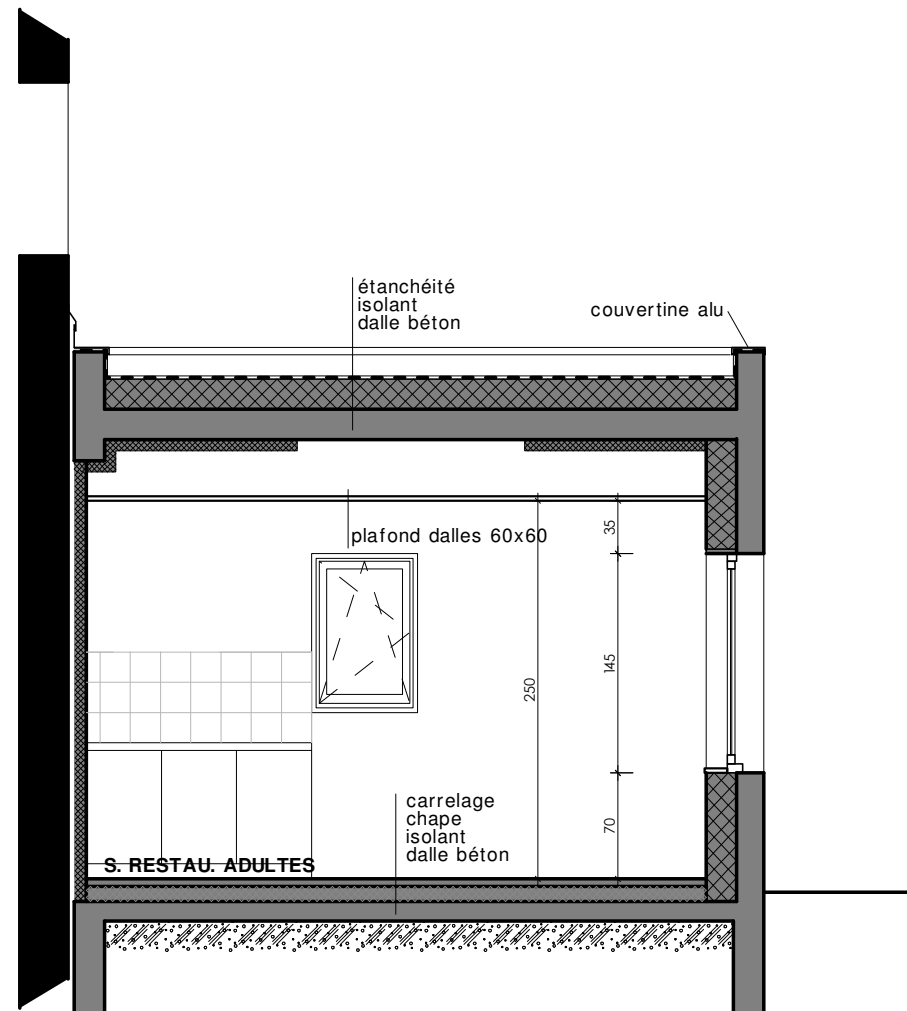 étanchéité
isolant
dalle béton
couvertine alu
plafond dalles 60x60
35
145
250
70
carrelage
chape
isolant
dalle béton
S. RESTAU. ADULTES